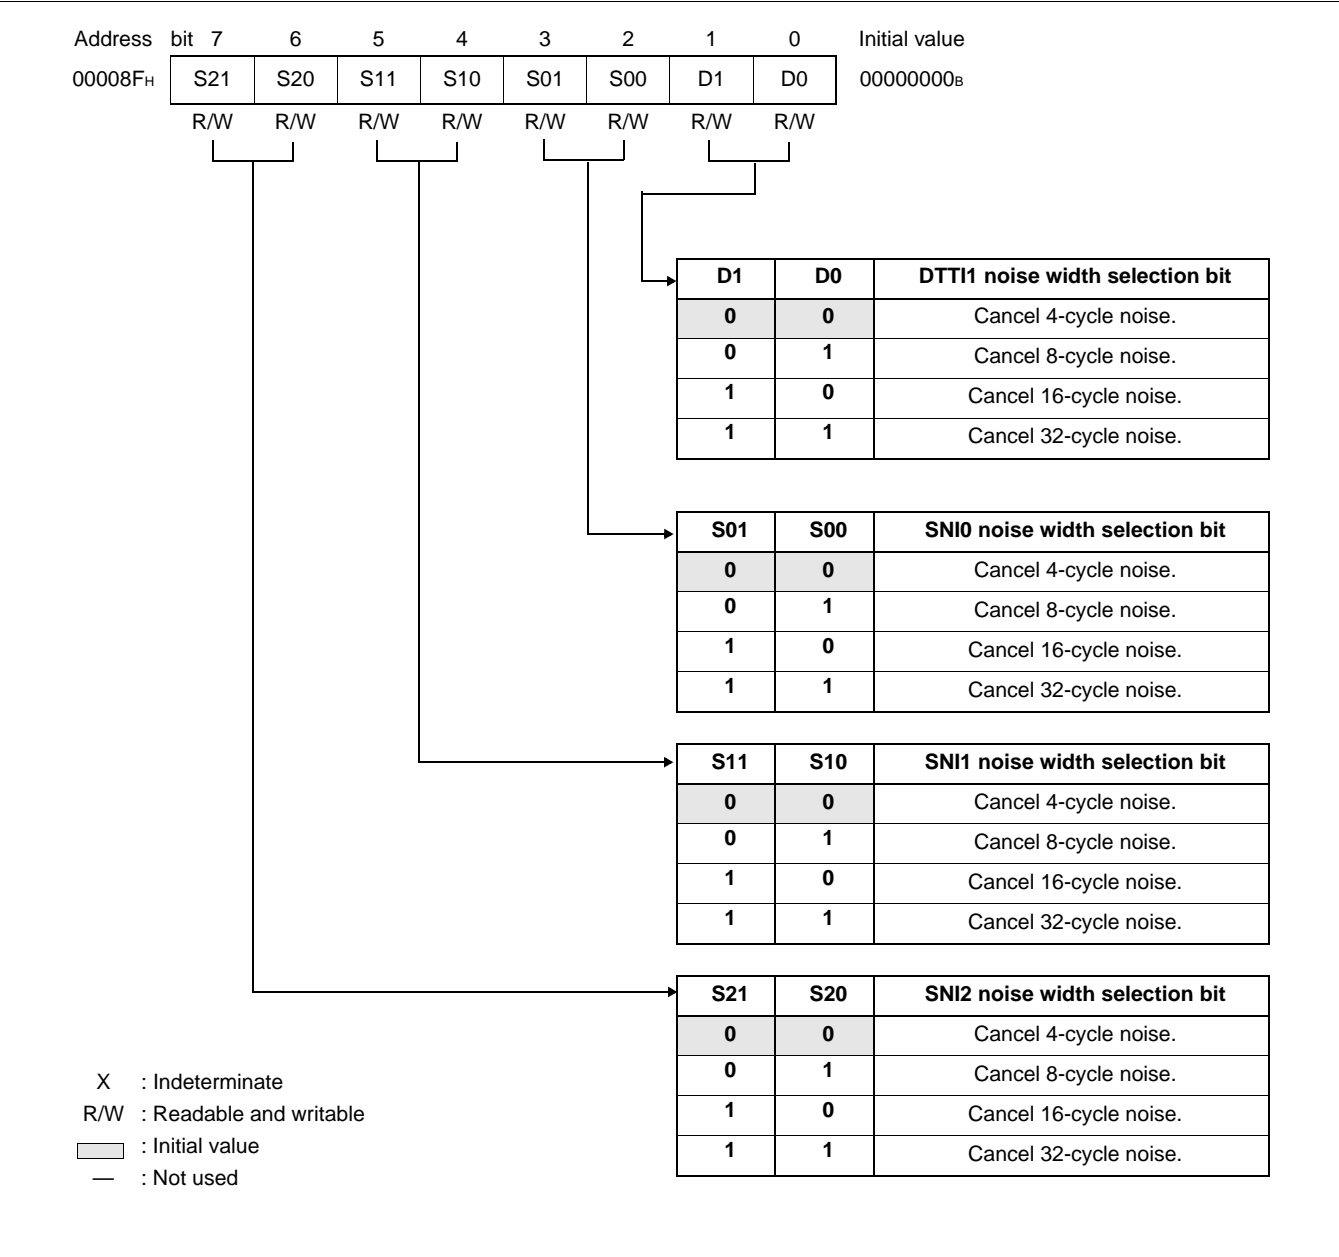 Address bit 7 6 5 4 3 2 1 0 Initial value
00008FH S21 S20 S11 S10 S01 S00 D1 D0 00000000B
R/W R/W R/W R/W R/W R/W R/W R/W
D1 D0 DTTI1 noise width selection bit
0 0 Cancel 4-cycle noise.
0 1 Cancel 8-cycle noise.
1 0 Cancel 16-cycle noise.
1 1 Cancel 32-cycle noise.
S01 S00 SNI0 noise width selection bit
0 0 Cancel 4-cycle noise.
0 1 Cancel 8-cycle noise.
1 0 Cancel 16-cycle noise.
1 1 Cancel 32-cycle noise.
S11 S10 SNI1 noise width selection bit
0 0 Cancel 4-cycle noise.
0 1 Cancel 8-cycle noise.
1 0 Cancel 16-cycle noise.
1 1 Cancel 32-cycle noise.
S21 S20 SNI2 noise width selection bit
0 0 Cancel 4-cycle noise.
0 1 Cancel 8-cycle noise.
1 0 Cancel 16-cycle noise.
1 1 Cancel 32-cycle noise.
X : Indeterminate
R/W : Readable and writable
: Initial value
— : Not used